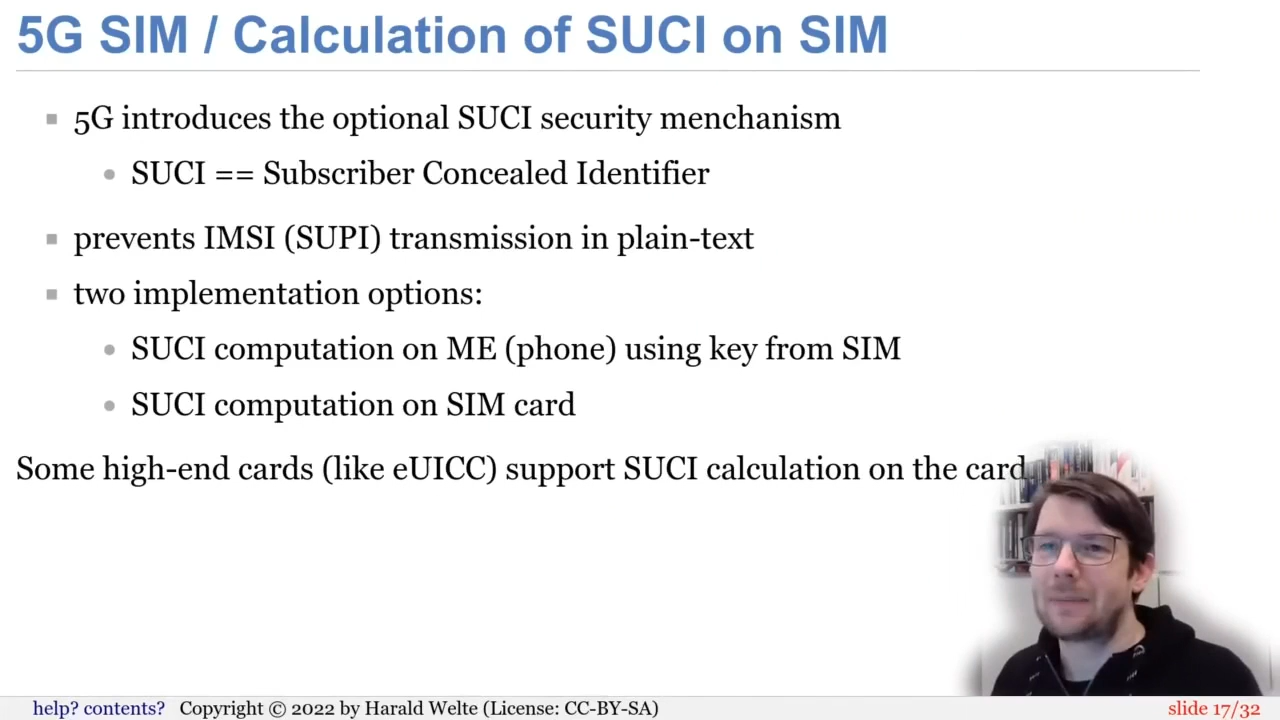 5G SIM / Calculation of SUCI on SIM
5G introduces the optional SUCI security menchanism
SUCI == Subscriber Concealed Identifier
prevents IMSI (SUPI) transmission in plain-text
two implementation options:
SUCI computation on ME (phone) using key from SIM
SUCI computation on SIM card
Some high-end cards (like eUICC) support SUCI calculation on the card
help? contents? Copyright © 2022 by Harald Welte (License: CC-BY-SA) slide 17/32